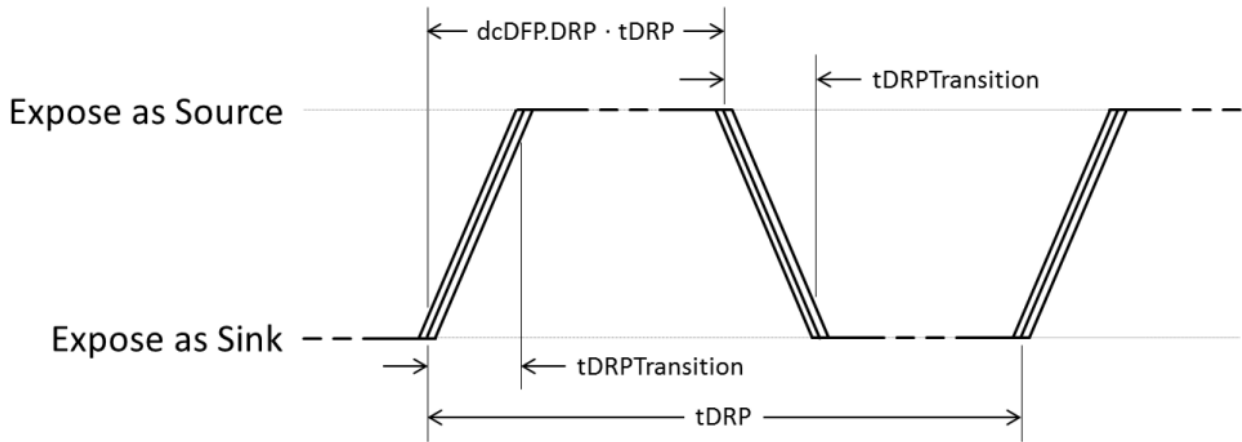 dcDFP.DRP · tDRP
tDRPTransition
Expose as Source
Expose as Sink
tDRPTransition
tDRP